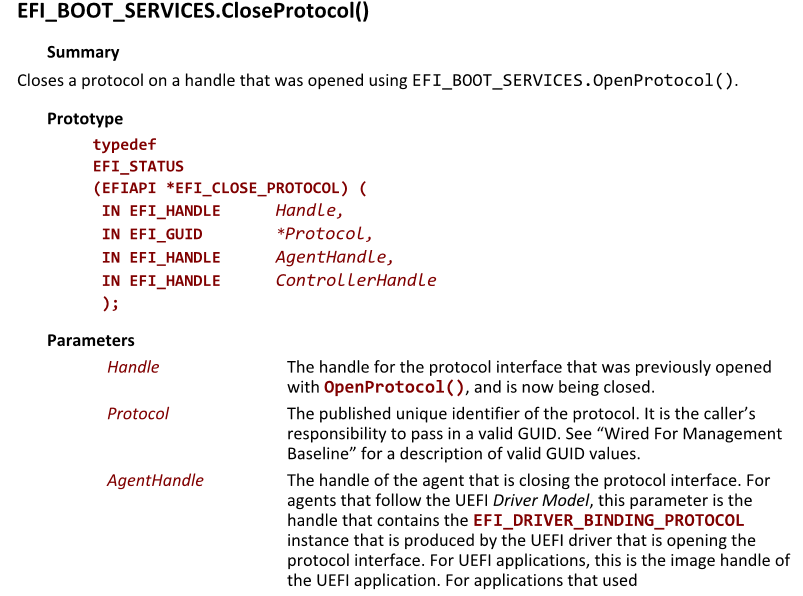 EFI_BOOT_SERVICES.CloseProtocol()
Summary
Closes a protocol on a handle that was opened using EFI_BOOT_SERVICES.OpenProtocol().
Prototype
typedef
EFI_STATUS
(EFIAPI *EFI_CLOSE_PROTOCOL) (
IN EFI_HANDLE Handle,
IN EFI_GUID *Protocol,
IN EFI_HANDLE AgentHandle,
IN EFI_HANDLE ControllerHandle
);
Parameters
Handle The handle for the protocol interface that was previously opened
with OpenProtocol(), and is now being closed.
Protocol The published unique identifier of the protocol. It is the caller’s
responsibility to pass in a valid GUID. See “Wired For Management
Baseline” for a description of valid GUID values.
AgentHandle The handle of the agent that is closing the protocol interface. For
agents that follow the UEFI Driver Model, this parameter is the
handle that contains the EFI_DRIVER_BINDING_PROTOCOL
instance that is produced by the UEFI driver that is opening the
protocol interface. For UEFI applications, this is the image handle of
the UEFI application. For applications that used